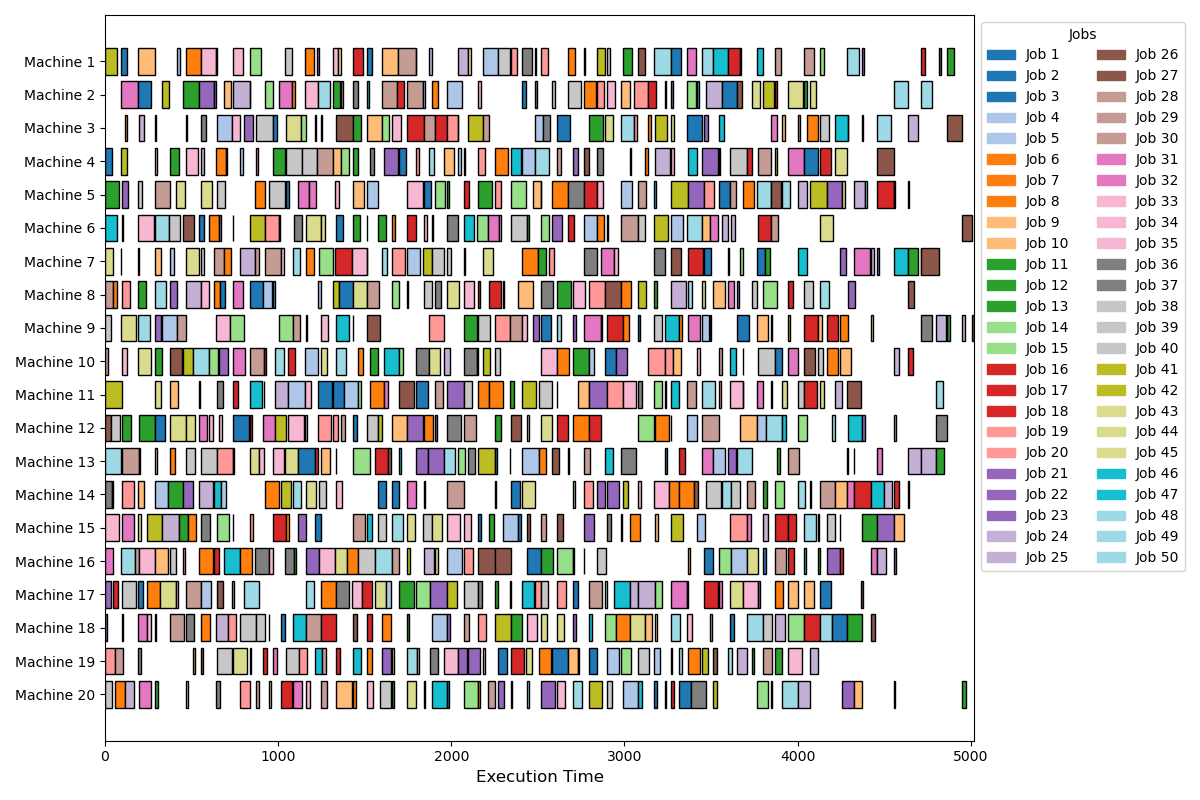 Machine 1
Machine 2
Machine 3
Machine 4
Machine 5
Machine 6
Machine 7
Machine 8
Machine 9
Machine 10
Machine 11
Machine 12
Machine 13
Machine 14
Machine 15
Machine 16
Machine 17
Machine 18
Machine 19
Machine 20
0 1000 2000 3000 4000 5000
Execution Time
Jobs
Job 1 Job 26
Job 2 Job 27
Job 3 Job 28
Job 4 Job 29
Job 5 Job 30
Job 6 Job 31
Job 7 Job 32
Job 8 Job 33
Job 9 Job 34
Job 10 Job 35
Job 11 Job 36
Job 12 Job 37
Job 13 Job 38
Job 14 Job 39
Job 15 Job 40
Job 16 Job 41
Job 17 Job 42
Job 18 Job 43
Job 19 Job 44
Job 20 Job 45
Job 21 Job 46
Job 22 Job 47
Job 23 Job 48
Job 24 Job 49
Job 25 Job 50